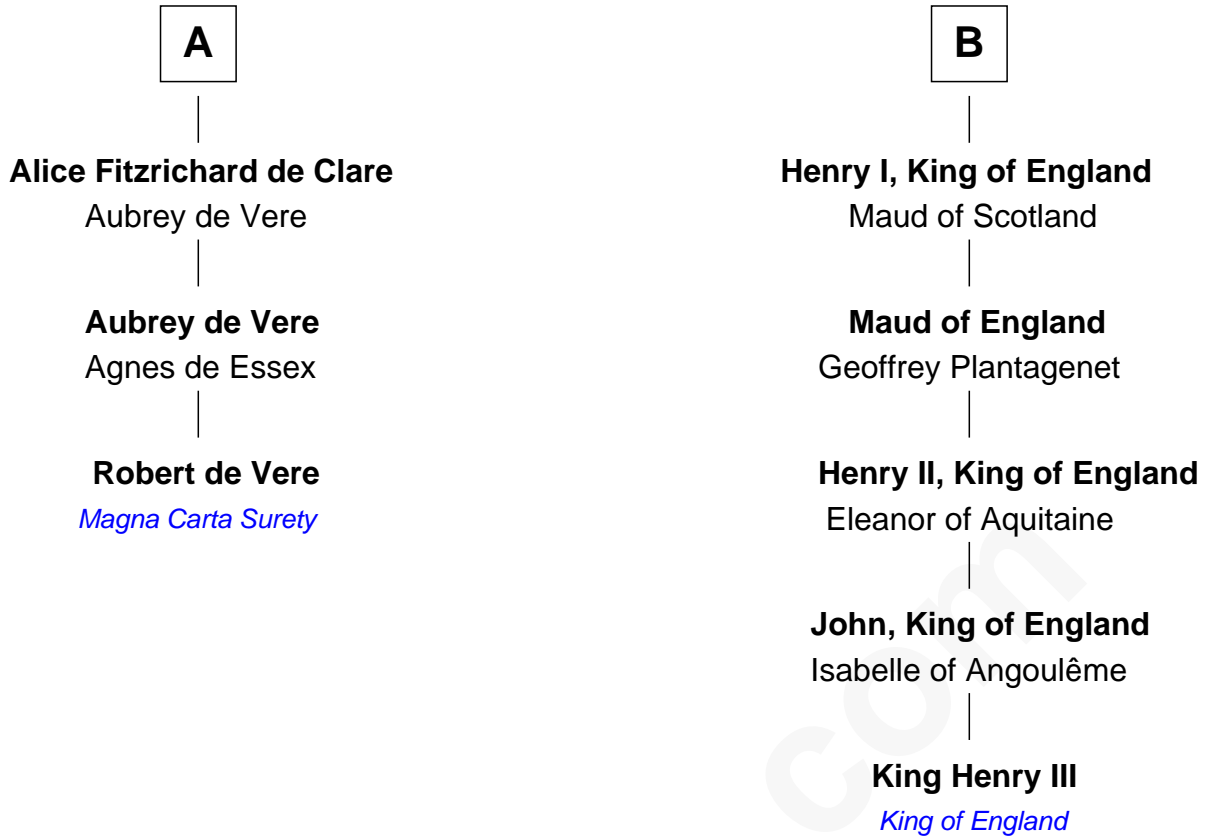 A
Alice Fitzrichard de Clare
Aubrey de Vere
Aubrey de Vere
Agnes de Essex
Robert de Vere
Magna Carta Surety
B
Henry I, King of England
Maud of Scotland
Maud of England
Geoffrey Plantagenet
Henry II, King of England
Eleanor of Aquitaine
John, King of England
Isabelle of Angoulême
King Henry III
King of England
com